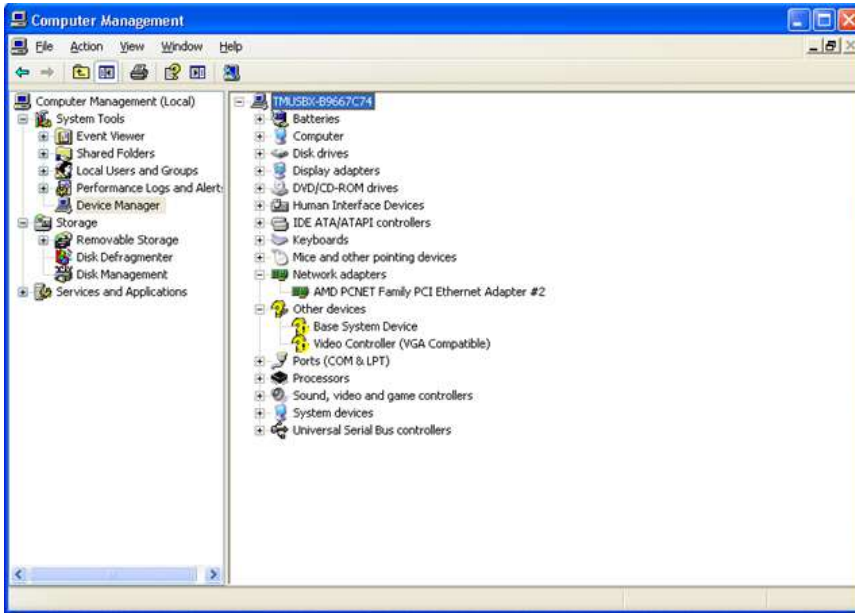 Computer Management
File Action View Window Help
Computer Management (Local)
System Tools
Event Viewer
Shared Folders
Local Users and Groups
Performance Logs and Alert
Device Manager
Storage
Removable Storage
Disk Defragmenter
Disk Management
Services and Applications
TMUSBX-B9667C74
Batteries
Computer
Disk drives
Display adapters
DVD/CD-ROM drives
Human Interface Devices
IDE ATA/ATAPI controllers
Keyboards
Mice and other pointing devices
Network adapters
AMD PCNET Family PCI Ethernet Adapter #2
Other devices
Base System Device
Video Controller (VGA Compatible)
Ports (COM & LPT)
Processors
Sound, video and game controllers
System devices
Universal Serial Bus controllers